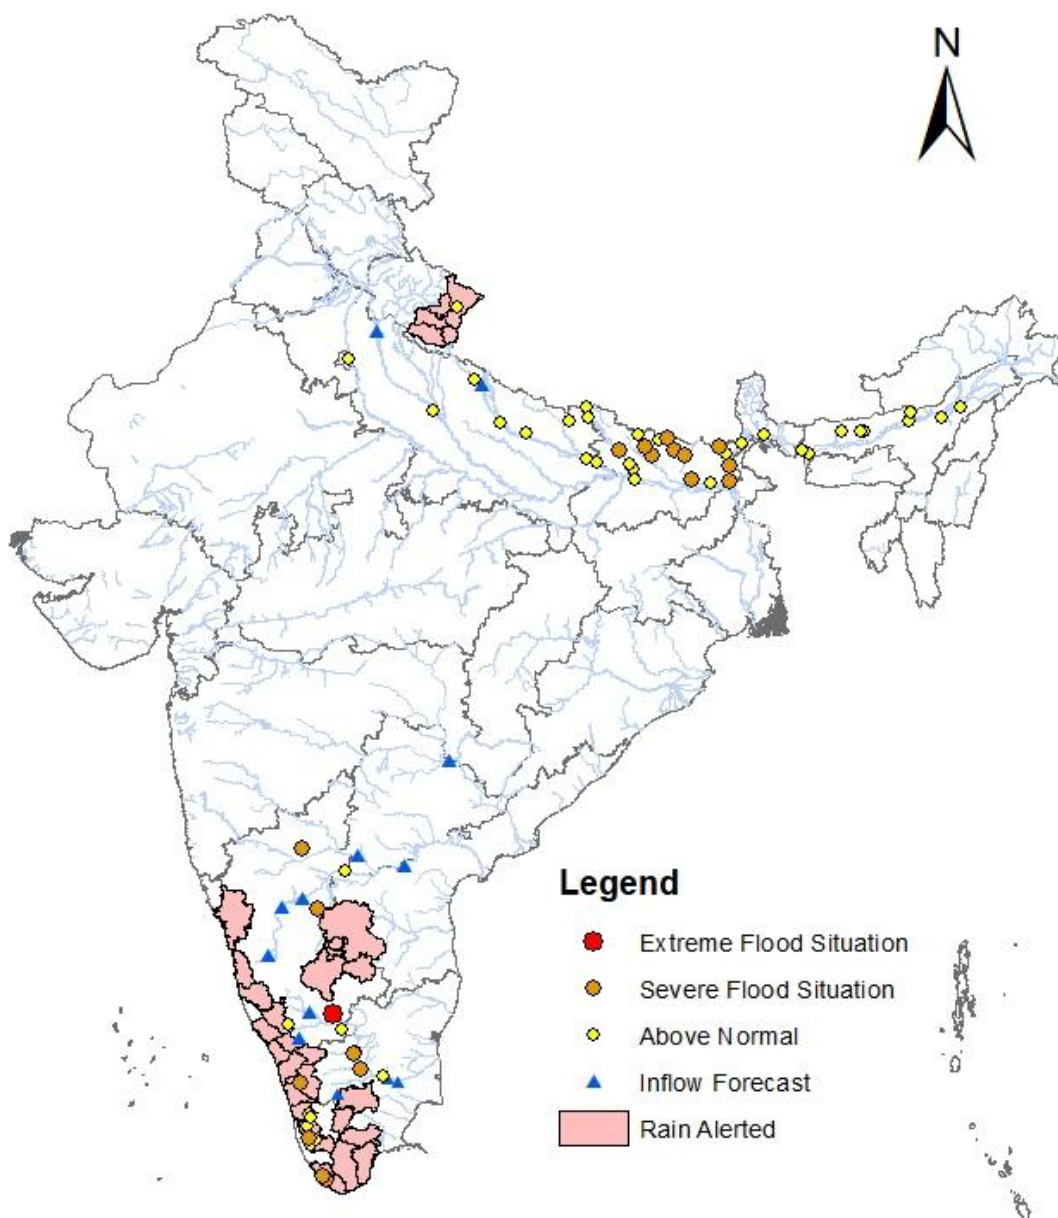 N
Legend
Extreme Flood Situation
Severe Flood Situation
Above Normal
Inflow Forecast
Rain Alerted